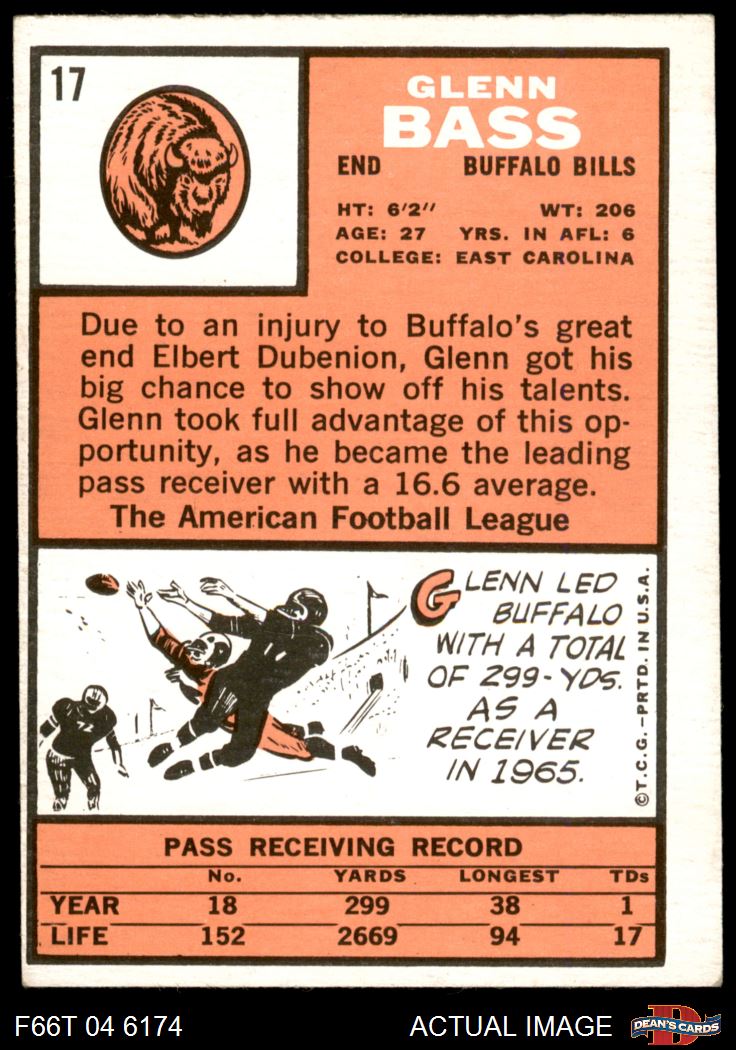 17
GLENN
BASS
END BUFFALO BILLS
HT: 6'2" WT: 206
AGE: 27 YRS. IN AFL: 6
COLLEGE: EAST CAROLINA
Due to an injury to Buffalo's great
end Elbert Dubenion, Glenn got his
big chance to show off his talents.
Glenn took full advantage of this op-
portunity, as he became the leading
pass receiver with a 16.6 average.
The American Football League
72
GLENN LED
BUFFALO
WITH A TOTAL
OF 299-YDS.
AS A
RECEIVER
IN 1965.
©T.C.G.-PRTD. IN U.S.A.
PASS RECEIVING RECORD
No. YARDS LONGEST TDs
YEAR 18 299 38 1
LIFE 152 2669 94 17
F66T 04 6174 ACTUAL IMAGE
D
DEAN'S CARDS